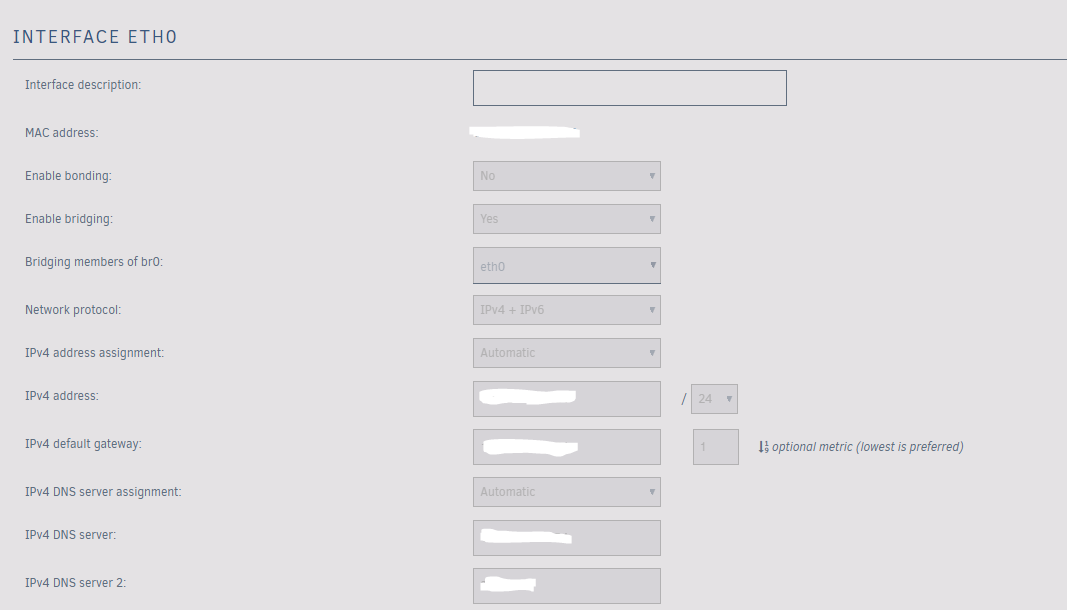 INTERFACE ETH0
Interface description:
MAC address:
Enable bonding: No
Enable bridging: Yes
Bridging members of br0: eth0
Network protocol: IPv4 + IPv6
IPv4 address assignment: Automatic
IPv4 address: / 24
IPv4 default gateway: 1 optional metric (lowest is preferred)
IPv4 DNS server assignment: Automatic
IPv4 DNS server:
IPv4 DNS server 2: